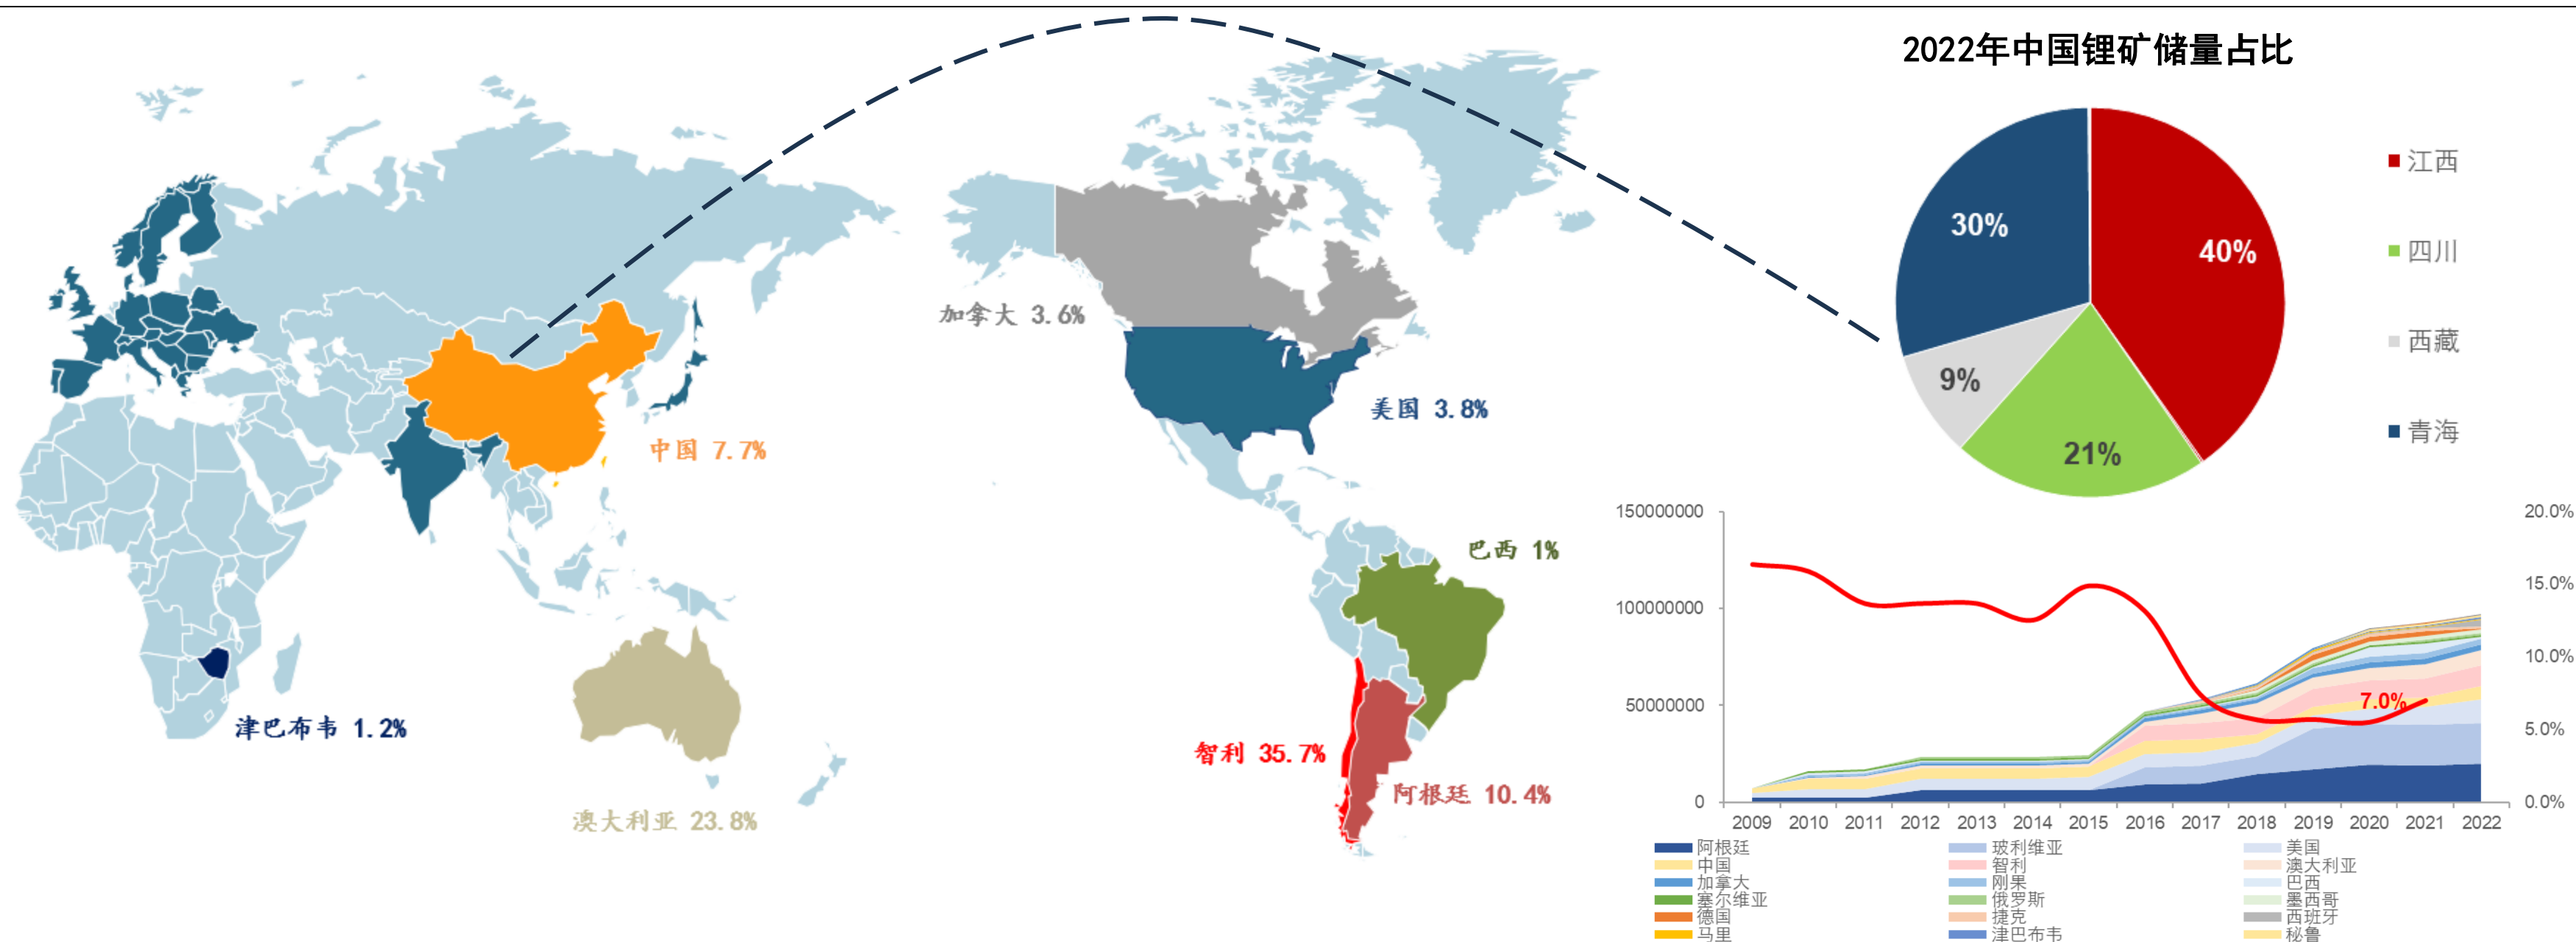 2022年中国锂矿储量占比
40%
21%
9%
30%
江西
四川
西藏
青海
加拿大 3.6%
美国 3.8%
中国 7.7%
巴西 1%
津巴布韦 1.2%
智利 35.7%
阿根廷 10.4%
澳大利亚 23.8%
150000000
100000000
50000000
0
20.0%
15.0%
10.0%
5.0%
0.0%
7.0%
2009 2010 2011 2012 2013 2014 2015 2016 2017 2018 2019 2020 2021 2022
阿根廷 玻利维亚 美国
中国 智利 澳大利亚
加拿大 刚果 巴西
塞尔维亚 俄罗斯 墨西哥
德国 捷克 西班牙
马里 津巴布韦 秘鲁